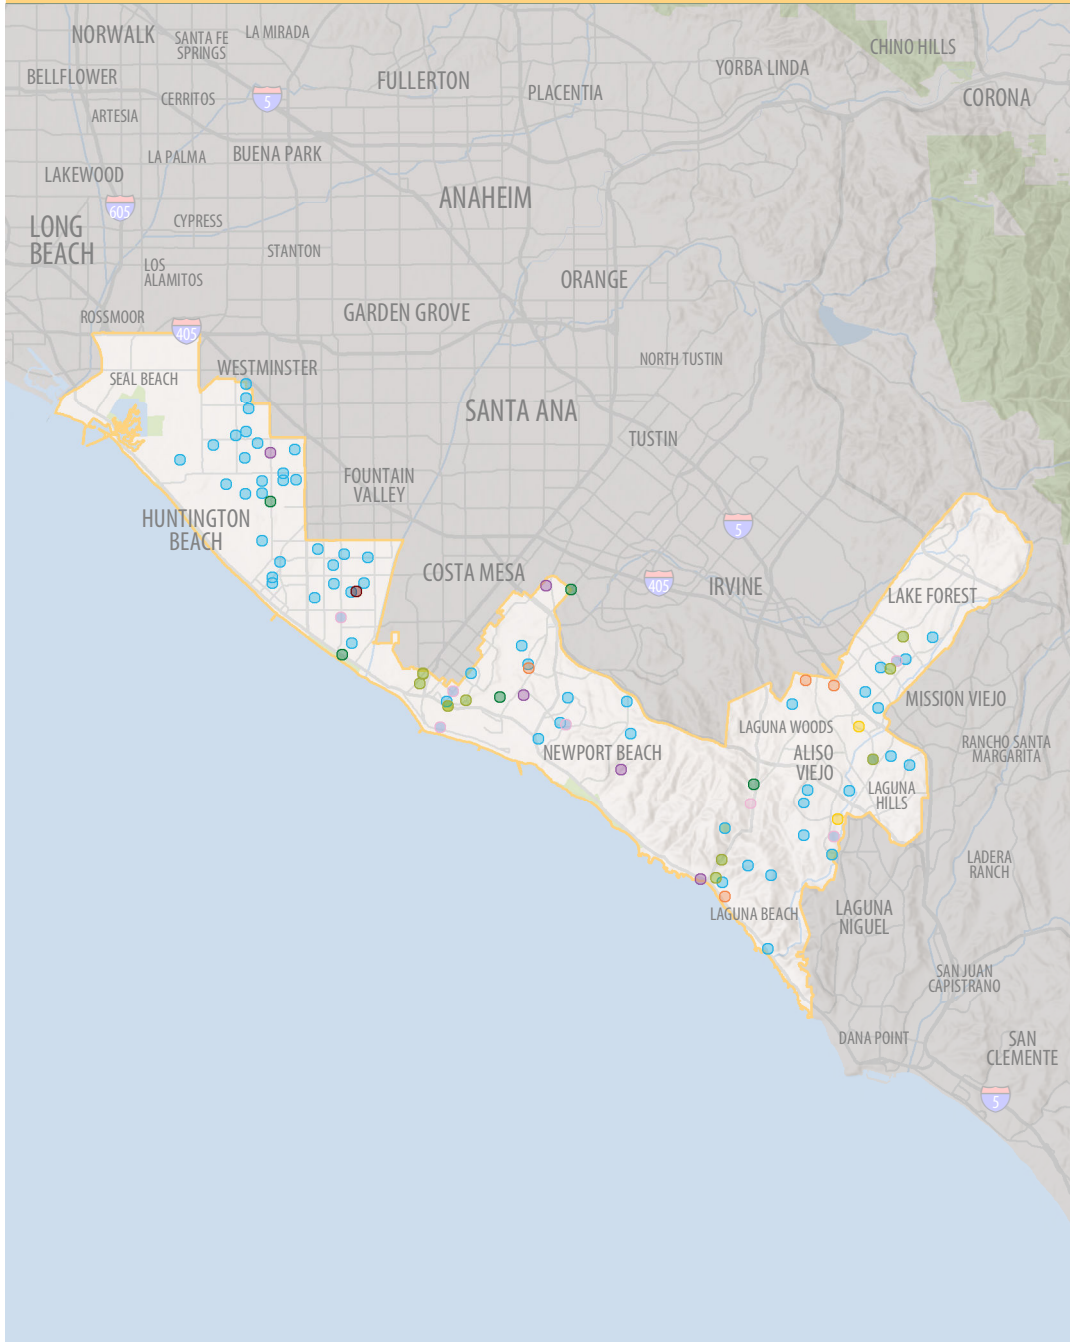 NORWALK
SANTA FE
SPRINGS
LA MIRADA
CHINO HILLS
BELLFLOWER
FULLERTON
YORBA LINDA
PLACENTIA
CERRITOS
5
CORONA
ARTESIA
LA PALMA
BUENA PARK
LAKEWOOD
ANAHEIM
605
CYPRESS
LONG
BEACH
STANTON
LOS
ALAMITOS
ORANGE
ROSSMOOR
GARDEN GROVE
405
NORTH TUSTIN
WESTMINSTER
SEAL BEACH
SANTA ANA
TUSTIN
FOUNTAIN
VALLEY
HUNTINGTON
BEACH
5
COSTA MESA
405
IRVINE
LAKE FOREST
MISSION VIEJO
LAGUNA WOODS
RANCHO SANTA
MARGARITA
NEWPORT BEACH
ALISO
VIEJO
LAGUNA
HILLS
LADERA
RANCH
LAGUNA BEACH
LAGUNA
NIGUEL
SAN JUAN
CAPISTRANO
DANA POINT
SAN
CLEMENTE
5